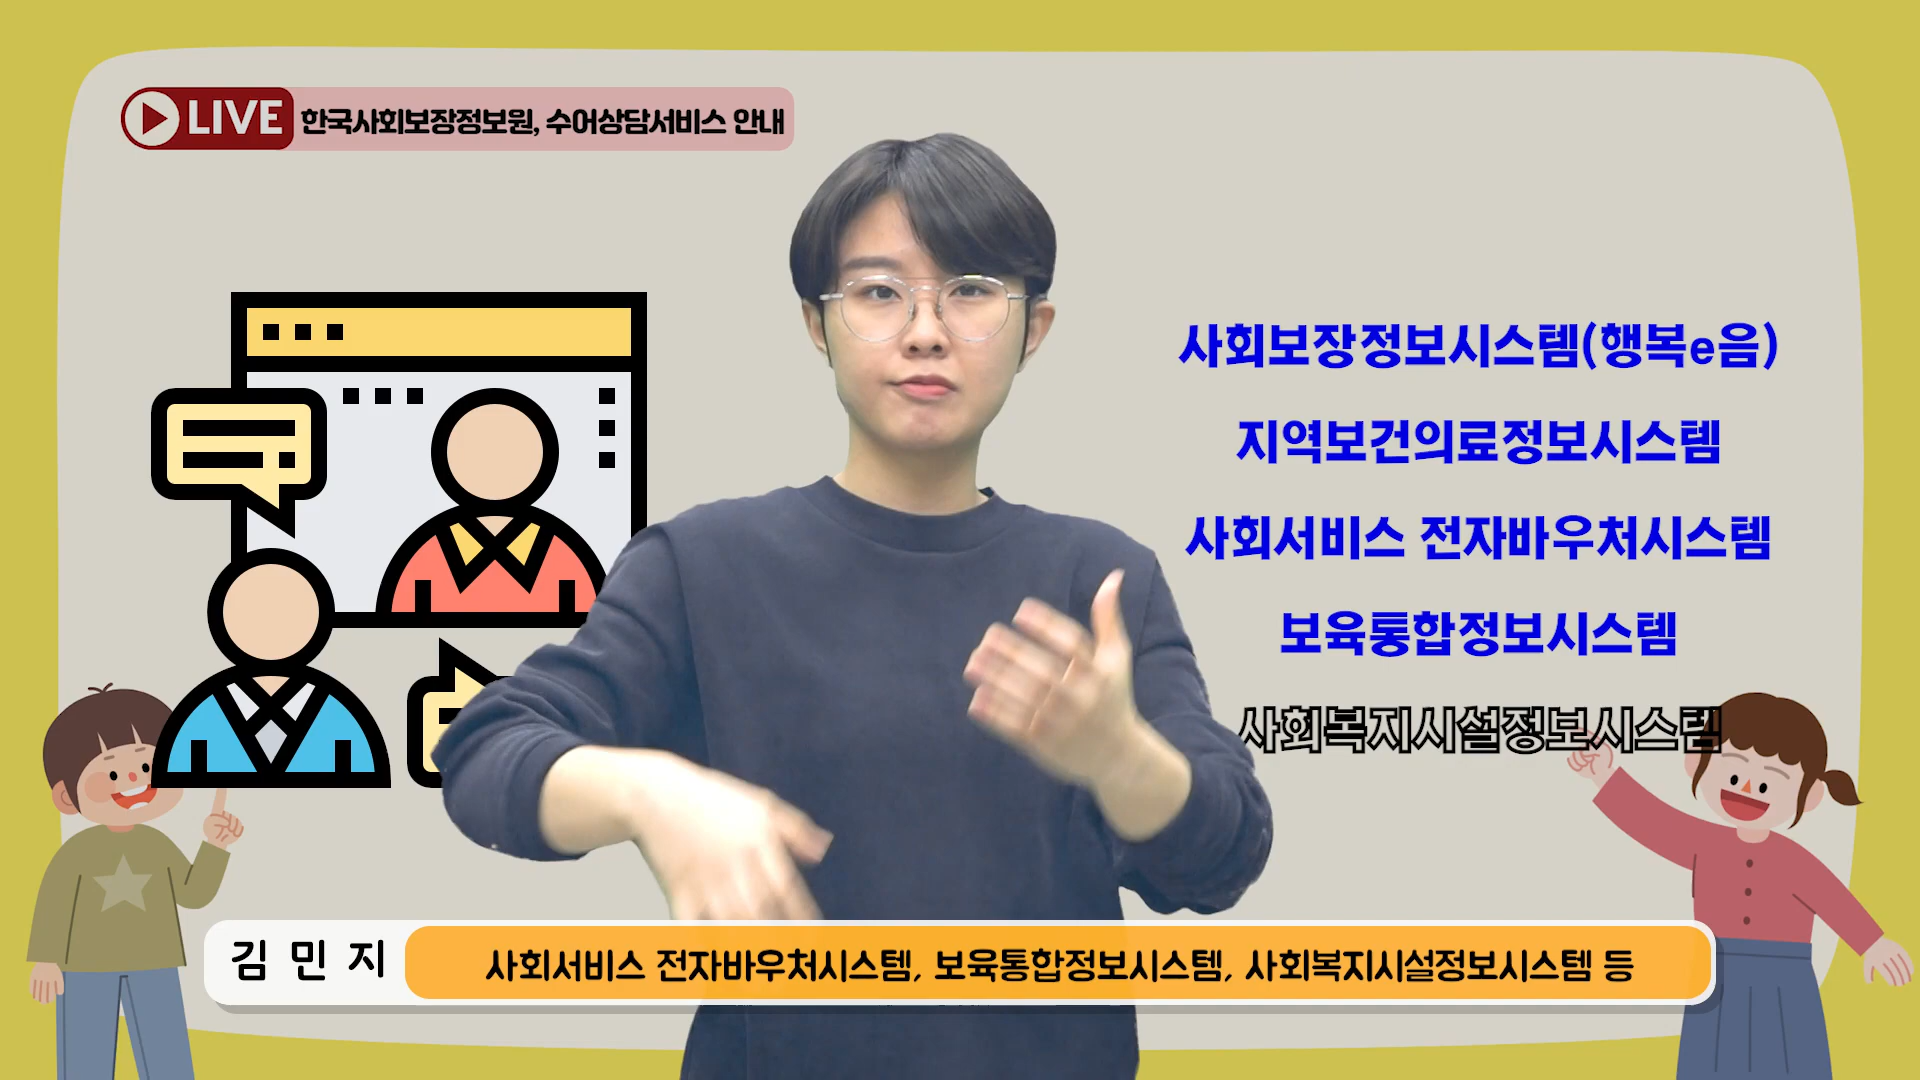 LIVE 한국사회보장정보원, 수어상담서비스 안내
사회보장정보시스템(행복e음)
지역보건의료정보시스템
사회서비스 전자바우처시스템
보육통합정보시스템
사회복지시설정보시스템
김 민 지
사회서비스 전자바우처시스템, 보육통합정보시스템, 사회복지시설정보시스템 등